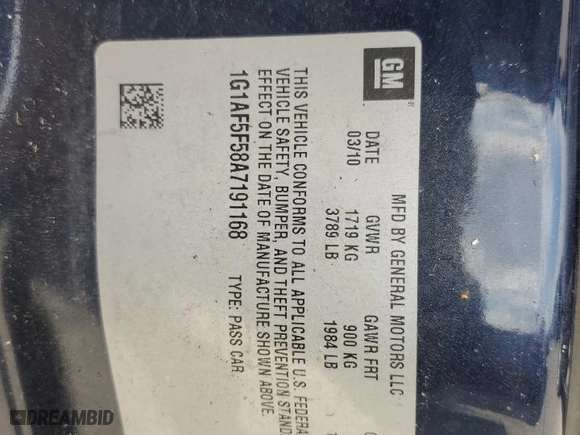 GM
MFD BY GENERAL MOTORS LLC
DATE GVWR GAWR FRT
03/10 1719 KG 900 KG
3789 LB 1984 LB
THIS VEHICLE CONFORMS TO ALL APPLICABLE U.S. FEDERA
VEHICLE SAFETY, BUMPER, AND THEFT PREVENTION STAND
EFFECT ON THE DATE OF MANUFACTURE SHOWN ABOVE.
1G1AF5F58A7191168 TYPE: PASS CAR
DREAMBID